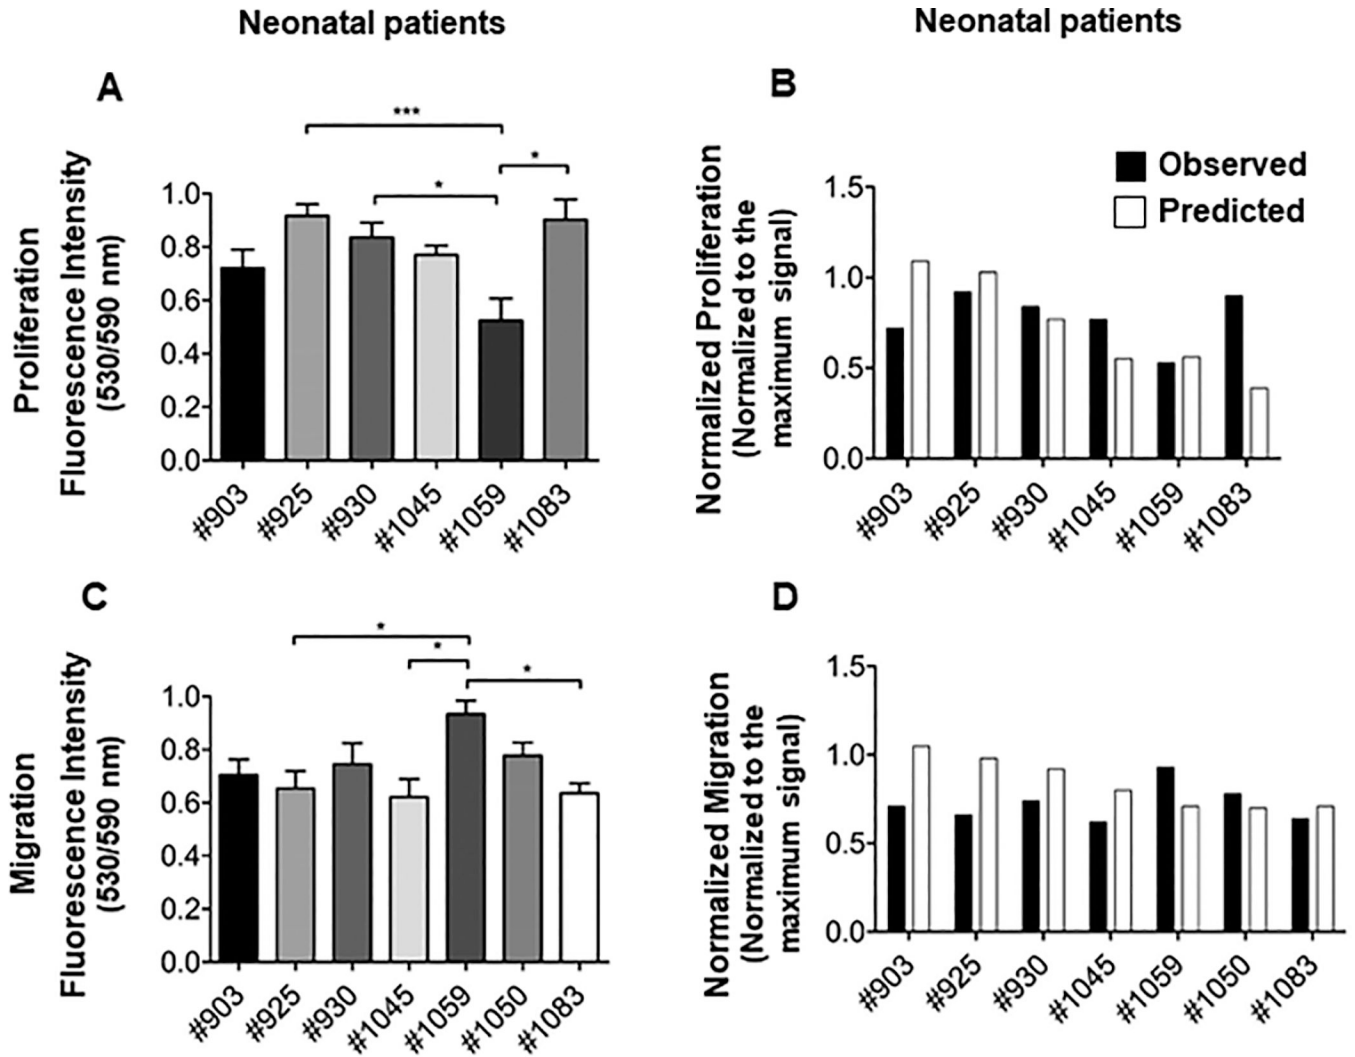 Neonatal patients
A
***
*
*
Proliferation
Fluorescence Intensity
(530/590 nm)
1.0
0.8
0.6
0.4
0.2
0.0
#903
#925
#930
#1045
#1059
#1083
Neonatal patients
B
Observed
Predicted
Normalized Proliferation
(Normalized to the
maximum signal)
1.5
1.0
0.5
0.0
#903
#925
#930
#1045
#1059
#1083
C
*
*
*
Migration
Fluorescence Intensity
(530/590 nm)
1.0
0.8
0.6
0.4
0.2
0.0
#903
#925
#930
#1045
#1059
#1050
#1083
D
Normalized Migration
(Normalized to the
maximum signal)
1.5
1.0
0.5
0.0
#903
#925
#930
#1045
#1059
#1050
#1083